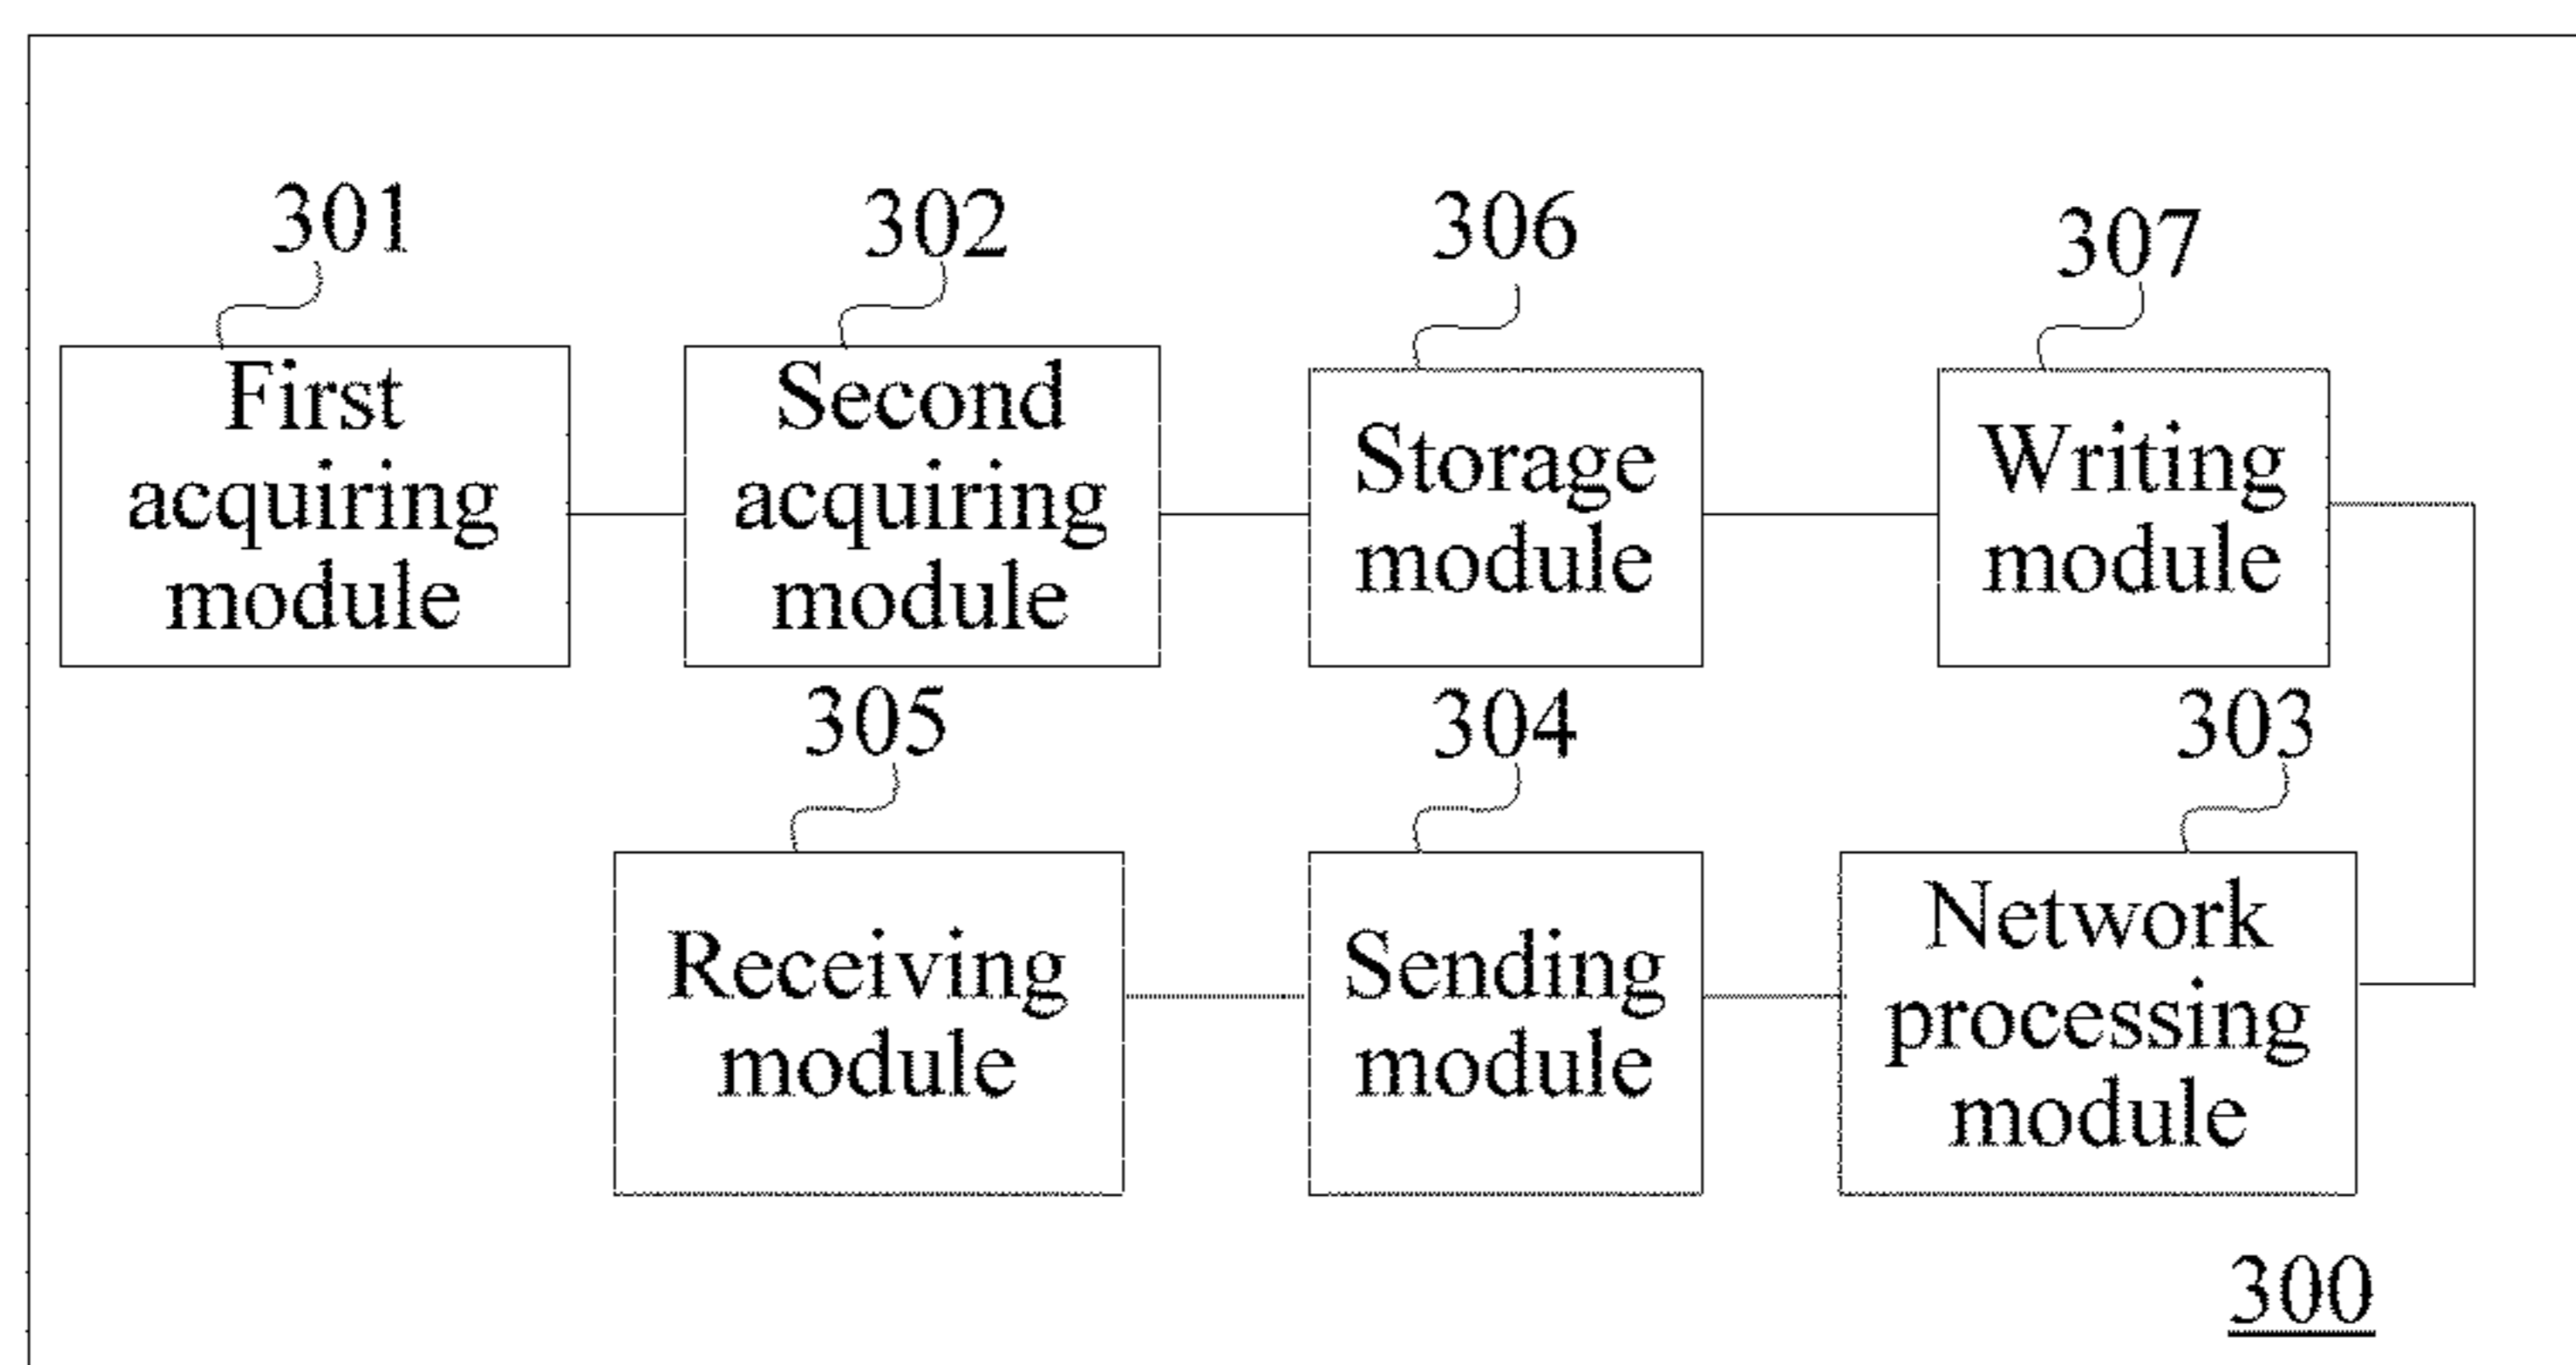 301
302
306
307
First
acquiring
module
Second
acquiring
module
Storage
module
Writing
module
305
304
303
Receiving
module
Sending
module
Network
processing
module
300